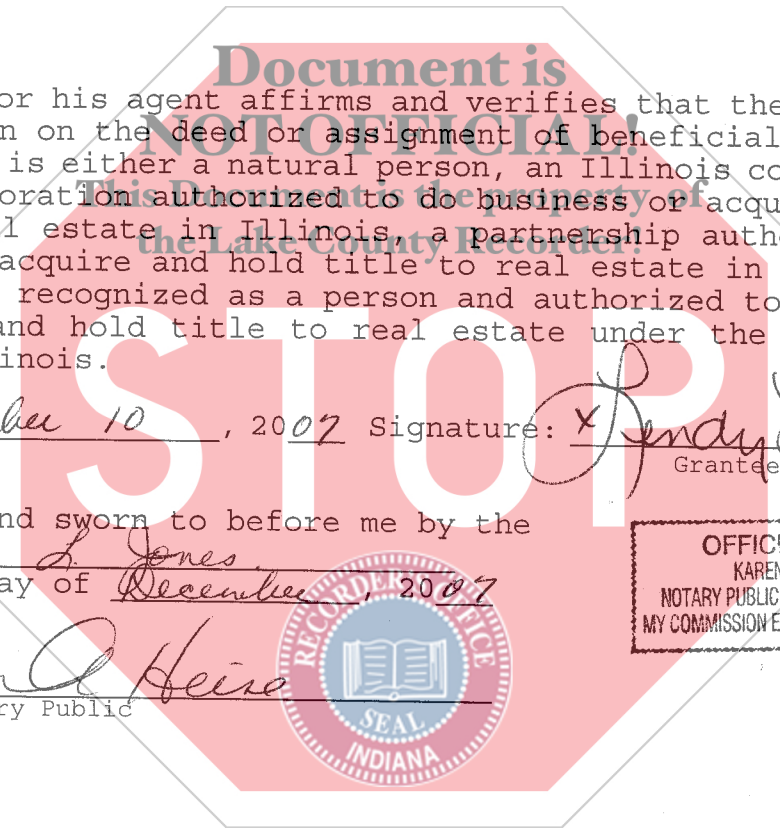 Document is
or his agent affirms and verifies that the
n on the deed or assignment of beneficial
NOT OFFICIAL!
is either a natural person, an Illinois co
oration authorized to do business or acqu
This Document is the property of
l estate in Illinois, a partnership auth
the Lake County Recorder!
acquire and hold title to real estate in
recognized as a person and authorized to
and hold title to real estate under the
inois.
STOP
ber 10, 2007 Signature: X
Grantee
nd sworn to before me by the
L. Jones
ay of December, 2007
OFFIC
KAREN
NOTARY PUBLIC
MY COMMISSION E
Heise
ry Public
RECORDER'S OFFICE
SEAL
INDIANA